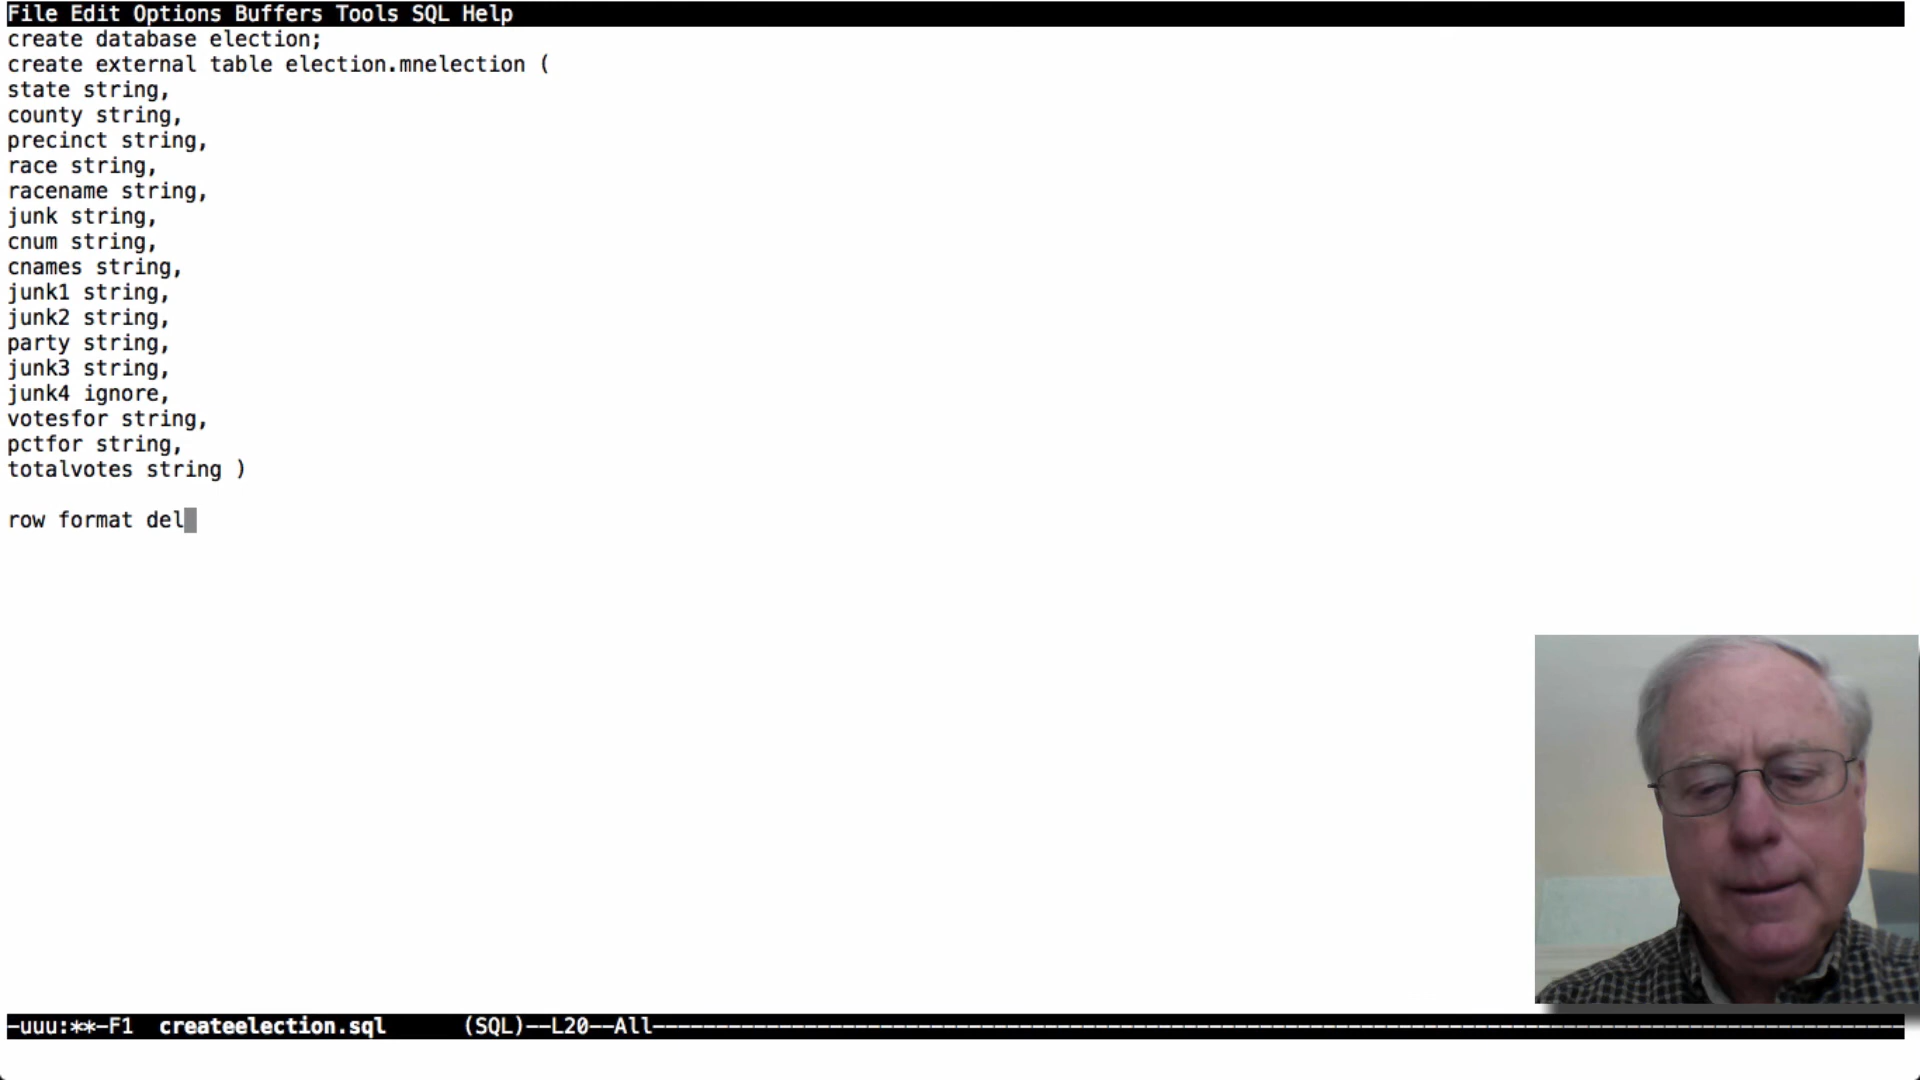 File Edit Options Buffers Tools SQL Help
create database election;
create external table election.mnelection (
state string,
county string,
precinct string,
race string,
racename string,
junk string,
cnum string,
cnames string,
junk1 string,
junk2 string,
party string,
junk3 string,
junk4 ignore,
votesfor string,
pctfor string,
totalvotes string )
row format del
-uuu:**-F1  createelection.sql      (SQL)--L20--All----------------------------------------------------------------------------------------------------